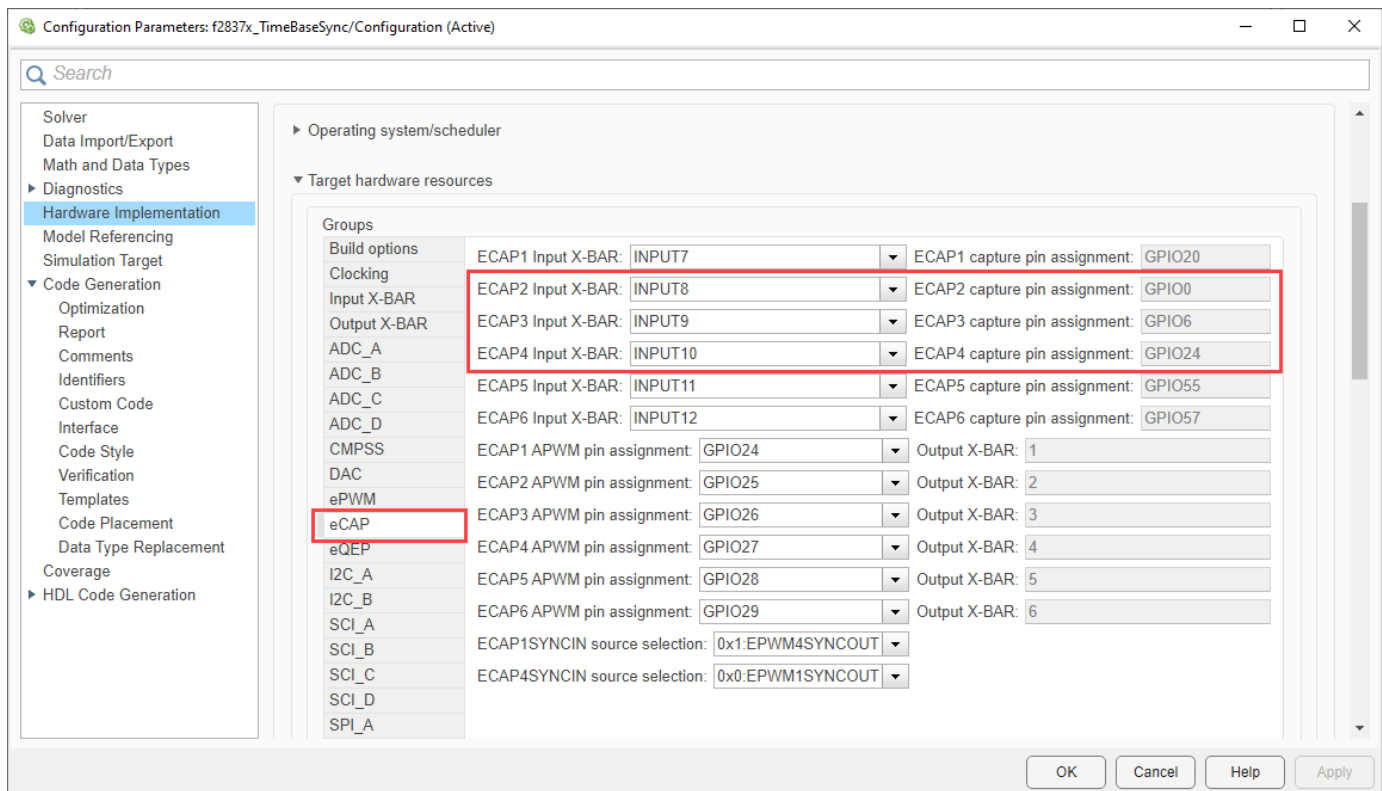 Configuration Parameters: f2837x_TimeBaseSync/Configuration (Active)
Search
Solver
Data Import/Export
Math and Data Types
Diagnostics
Hardware Implementation
Model Referencing
Simulation Target
Code Generation
Optimization
Report
Comments
Identifiers
Custom Code
Interface
Code Style
Verification
Templates
Code Placement
Data Type Replacement
Coverage
HDL Code Generation
Operating system/scheduler
Target hardware resources
Groups
Build options
Clocking
Input X-BAR
Output X-BAR
ADC_A
ADC_B
ADC_C
ADC_D
CMPSS
DAC
ePWM
eCAP
eQEP
I2C_A
I2C_B
SCI_A
SCI_B
SCI_C
SCI_D
SPI_A
ECAP1 Input X-BAR: INPUT7 ECAP1 capture pin assignment: GPIO20
ECAP2 Input X-BAR: INPUT8 ECAP2 capture pin assignment: GPIO0
ECAP3 Input X-BAR: INPUT9 ECAP3 capture pin assignment: GPIO6
ECAP4 Input X-BAR: INPUT10 ECAP4 capture pin assignment: GPIO24
ECAP5 Input X-BAR: INPUT11 ECAP5 capture pin assignment: GPIO55
ECAP6 Input X-BAR: INPUT12 ECAP6 capture pin assignment: GPIO57
ECAP1 APWM pin assignment: GPIO24 Output X-BAR: 1
ECAP2 APWM pin assignment: GPIO25 Output X-BAR: 2
ECAP3 APWM pin assignment: GPIO26 Output X-BAR: 3
ECAP4 APWM pin assignment: GPIO27 Output X-BAR: 4
ECAP5 APWM pin assignment: GPIO28 Output X-BAR: 5
ECAP6 APWM pin assignment: GPIO29 Output X-BAR: 6
ECAP1SYNCIN source selection: 0x1:EPWM4SYNCOUT
ECAP4SYNCIN source selection: 0x0:EPWM1SYNCOUT
OK Cancel Help Apply